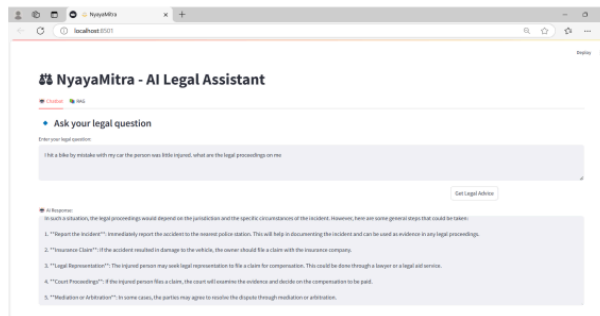 NyayaMitra
localhost:8501
Deploy
NyayaMitra - AI Legal Assistant
Chatbot RAG
Ask your legal question
Enter your legal question:
I hit a bike by mistake with my car the person was little injured. what are the legal proceedings on me
Get Legal Advice
AI Response:
In such a situation, the legal proceedings would depend on the jurisdiction and the specific circumstances of the incident. However, here are some general steps that could be taken:
1. **Report the Incident**: Immediately report the accident to the nearest police station. This will help in documenting the incident and can be used as evidence in any legal proceedings.
2. **Insurance Claim**: If the accident resulted in damage to the vehicle, the owner should file a claim with the insurance company.
3. **Legal Representation**: The injured person may seek legal representation to file a claim for compensation. This could be done through a lawyer or a legal aid service.
4. **Court Proceedings**: If the injured person files a claim, the court will examine the evidence and decide on the compensation to be paid.
5. **Mediation or Arbitration**: In some cases, the parties may agree to resolve the dispute through mediation or arbitration.